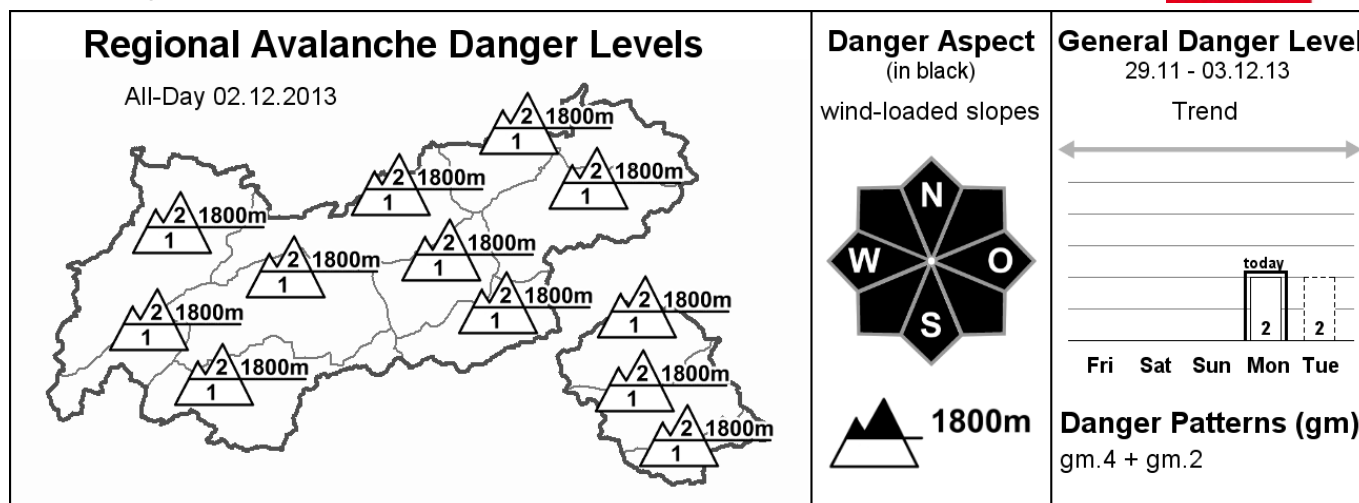 Regional Avalanche Danger Levels
All-Day 02.12.2013
2 1800m
1
2 1800m
1
2 1800m
1
2 1800m
1
2 1800m
1
2 1800m
1
2 1800m
1
2 1800m
1
2 1800m
1
2 1800m
1
2 1800m
1
2 1800m
1
Danger Aspect
(in black)
wind-loaded slopes
N
W O
S
1800m
General Danger Level
29.11 - 03.12.13
Trend
today
2 2
Fri Sat Sun Mon Tue
Danger Patterns (gm)
gm.4 + gm.2